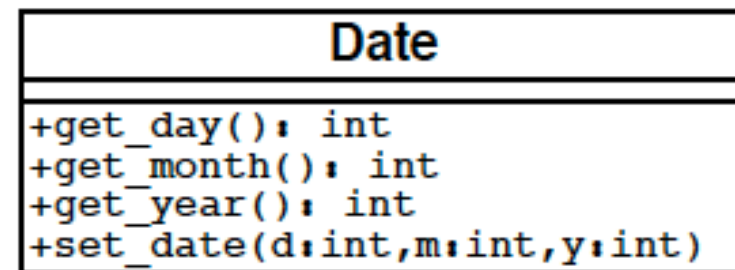 Date
+get_day(): int
+get_month(): int
+get_year(): int
+set_date(d:int,m:int,y:int)